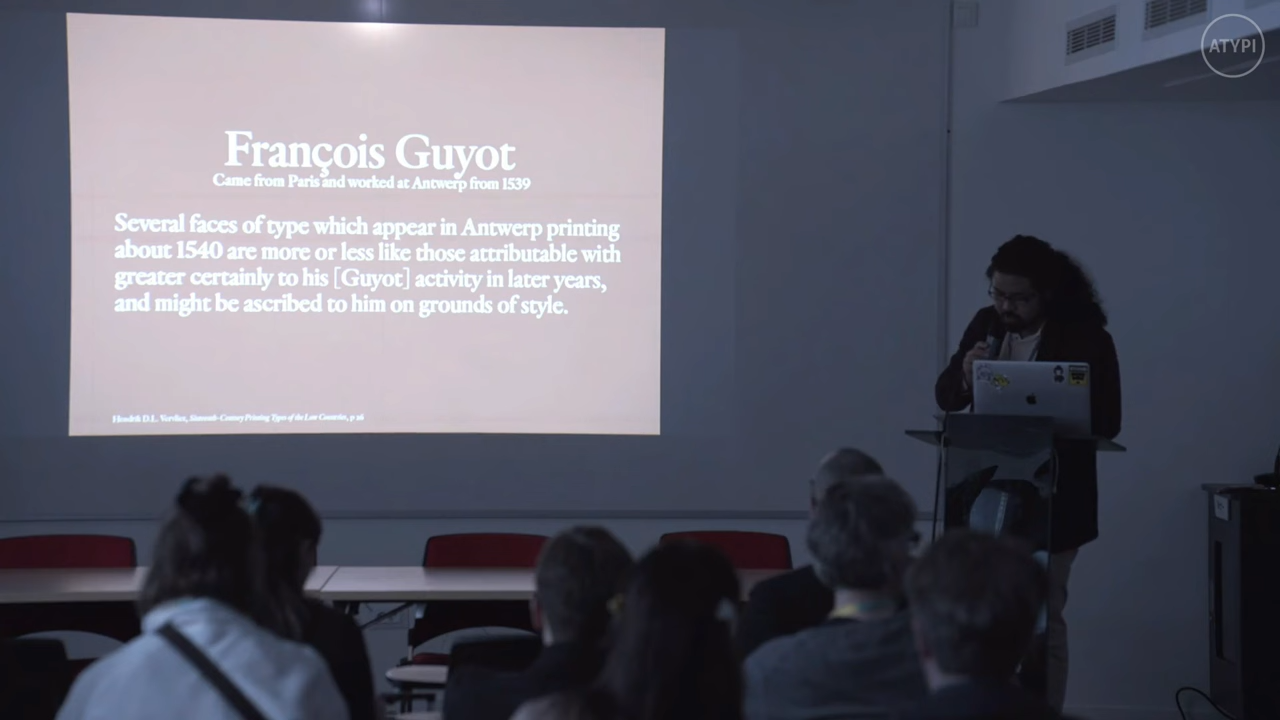 ATYPI
François Guyot
Came from Paris and worked at Antwerp from 1539
Several faces of type which appear in Antwerp printing
about 1540 are more or less like those attributable with
greater certainly to his [Guyot] activity in later years,
and might be ascribed to him on grounds of style.
Hendrik D.L. Vervliet, Sixteenth-Century Printing Types of the Low Countries, p